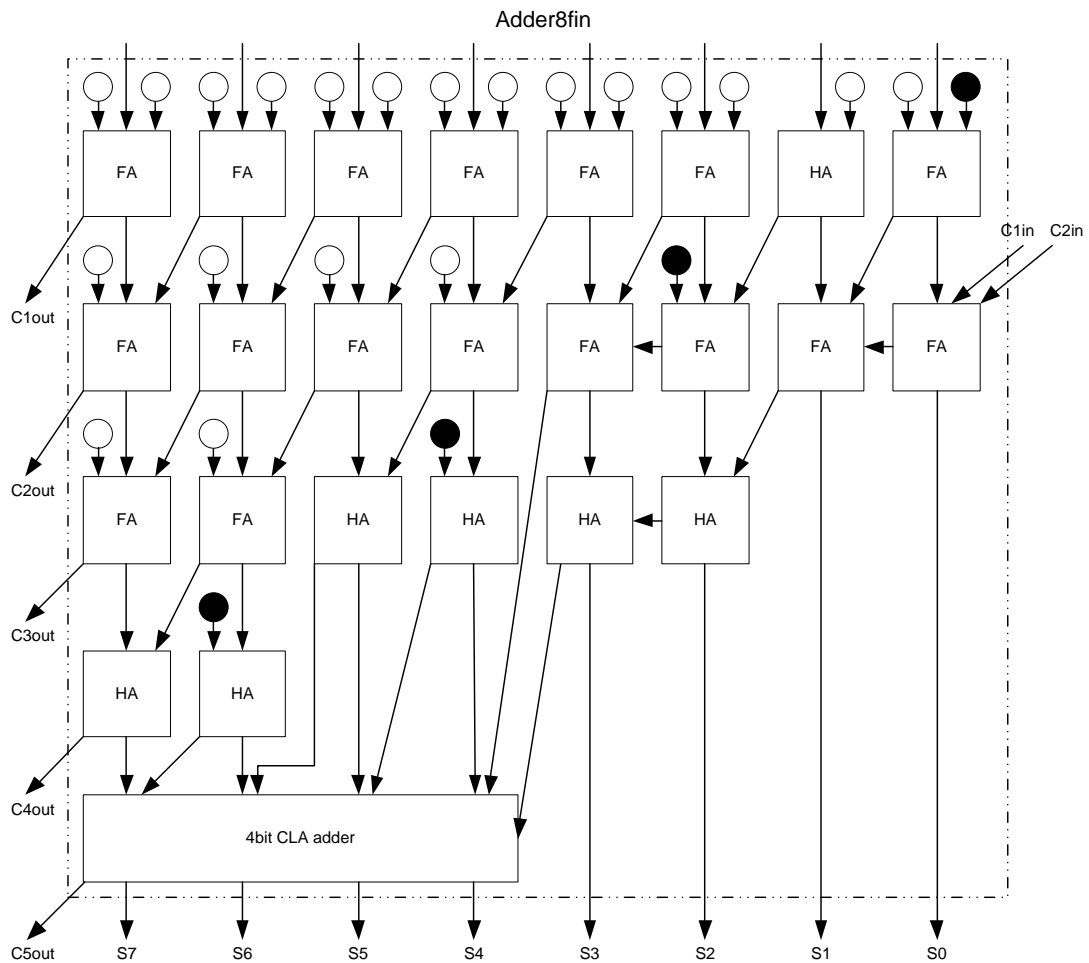 Adder8fin
FA FA FA FA FA FA HA FA
C1in C2in
C1out
FA FA FA FA FA FA FA FA
C2out
FA FA HA HA HA HA
C3out
HA HA
C4out
4bit CLA adder
C5out S7 S6 S5 S4 S3 S2 S1 S0